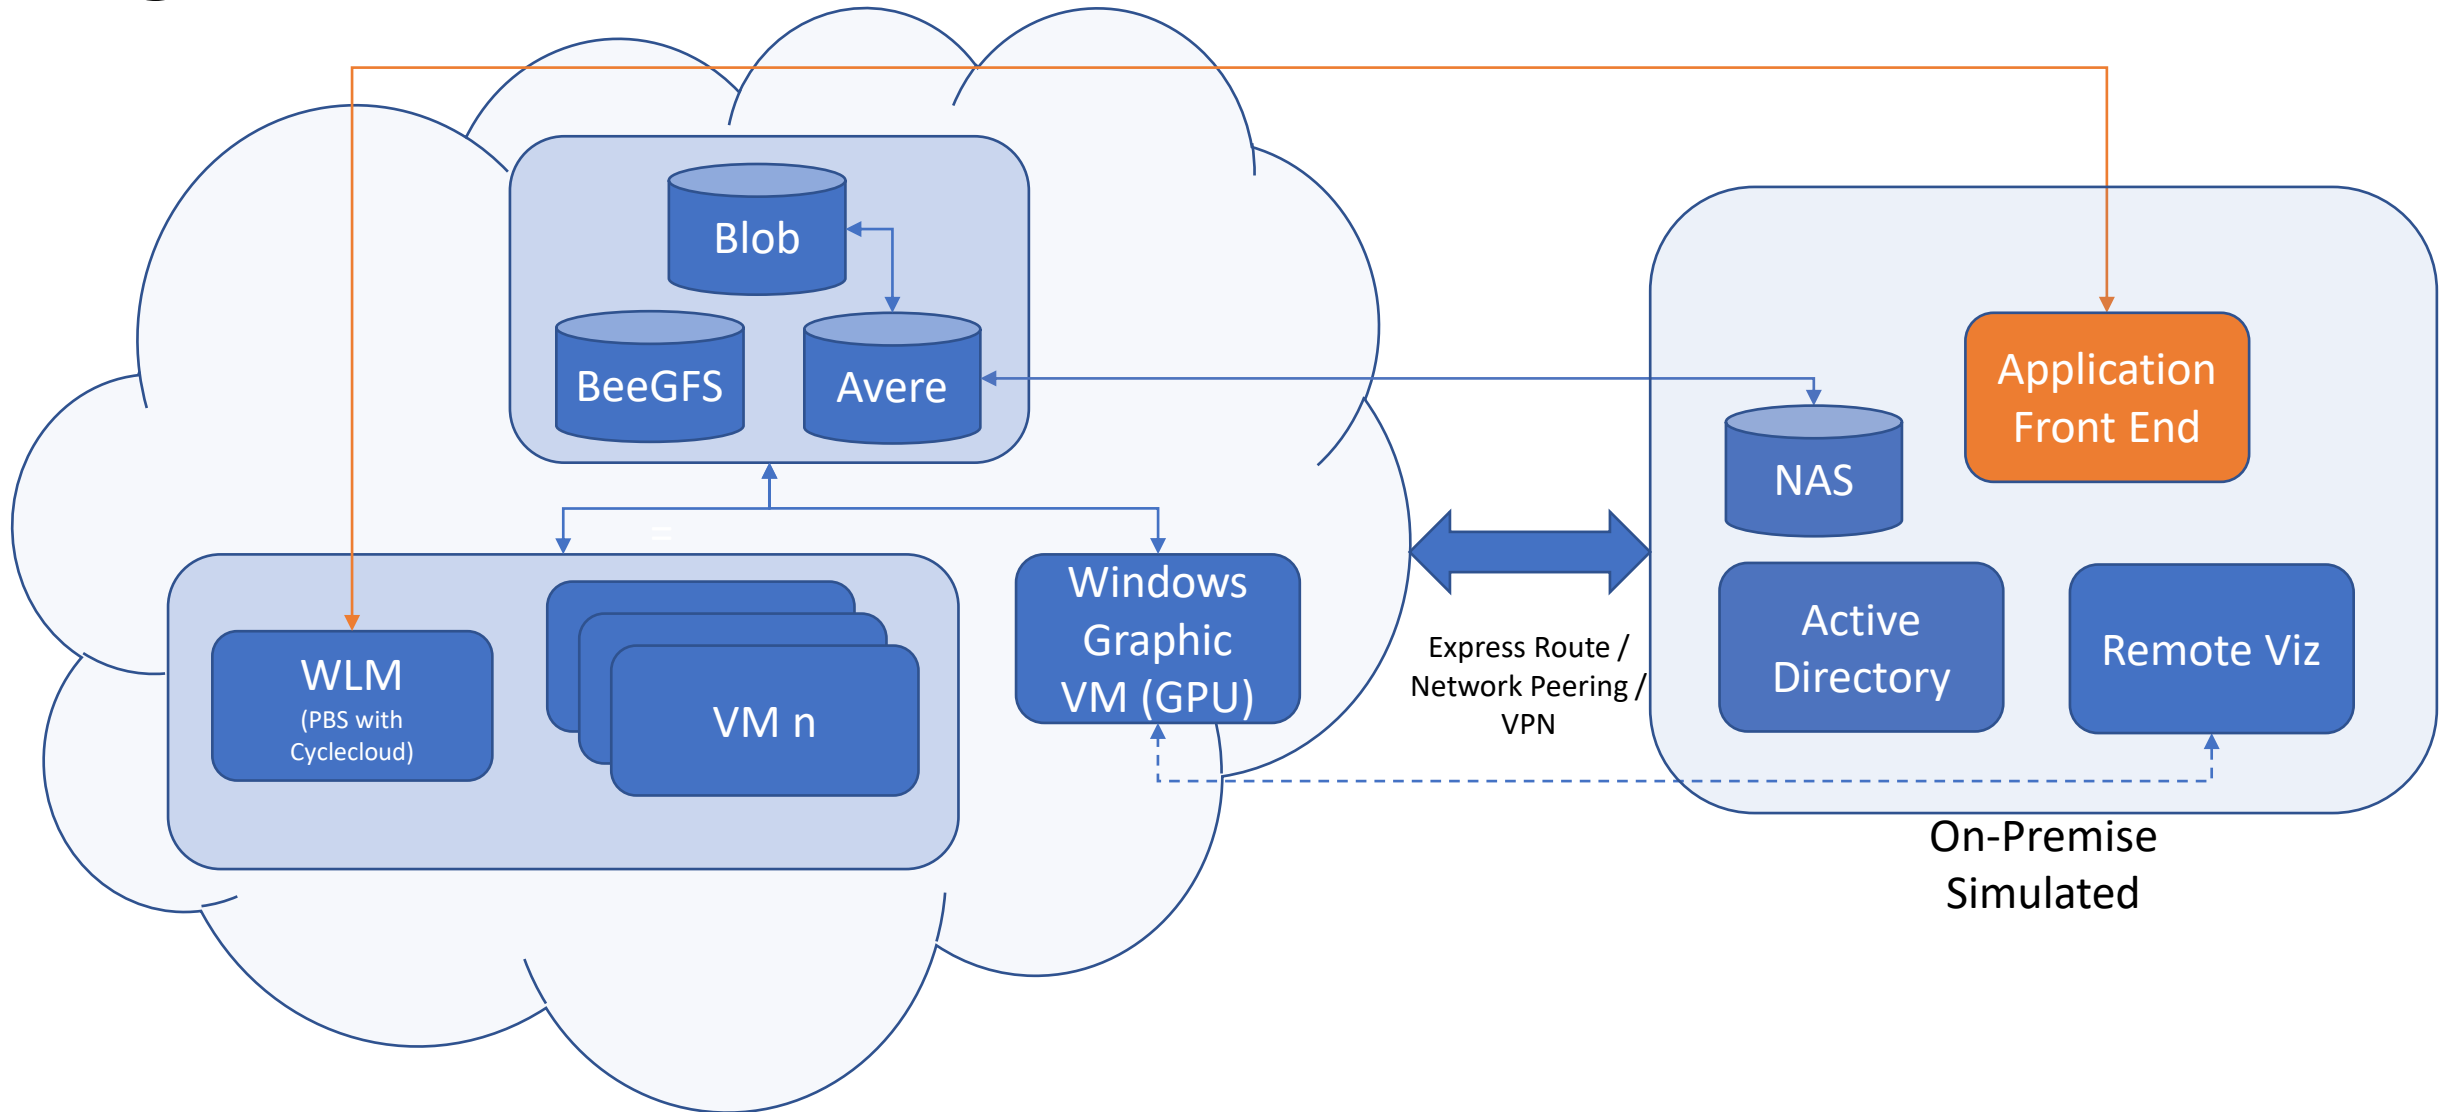 Blob
BeeGFS
Avere
=
WLM
(PBS with
Cyclecloud)
VM n
Windows
Graphic
VM (GPU)
Express Route /
Network Peering /
VPN
Application
Front End
NAS
Active
Directory
Remote Viz
On-Premise
Simulated